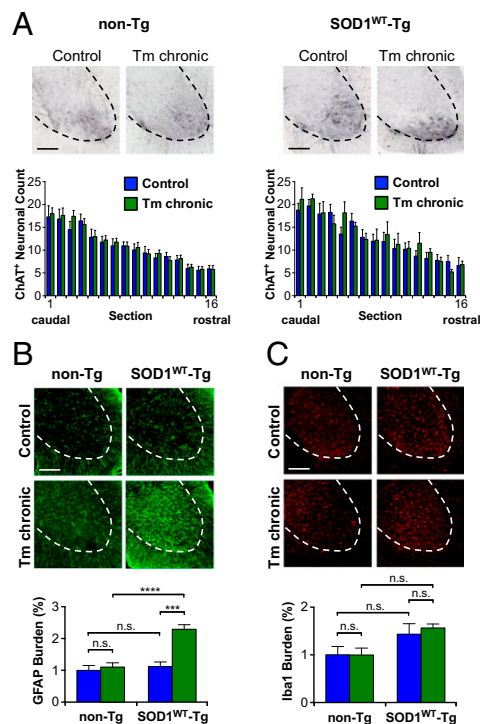 A
non-Tg
SOD1WT-Tg
Control
Tm chronic
Control
Tm chronic
ChAT+ Neuronal Count
25
20
15
10
5
0
Control
Tm chronic
1
16
caudal
Section
rostral
ChAT+ Neuronal Count
25
20
15
10
5
0
Control
Tm chronic
1
16
caudal
Section
rostral
B
non-Tg
SOD1WT-Tg
Control
Tm chronic
GFAP Burden (%)
3
2
1
0
****
n.s.
***
n.s.
non-Tg
SOD1WT-Tg
C
non-Tg
SOD1WT-Tg
Control
Tm chronic
Iba1 Burden (%)
2
1
0
n.s.
n.s.
n.s.
n.s.
non-Tg
SOD1WT-Tg